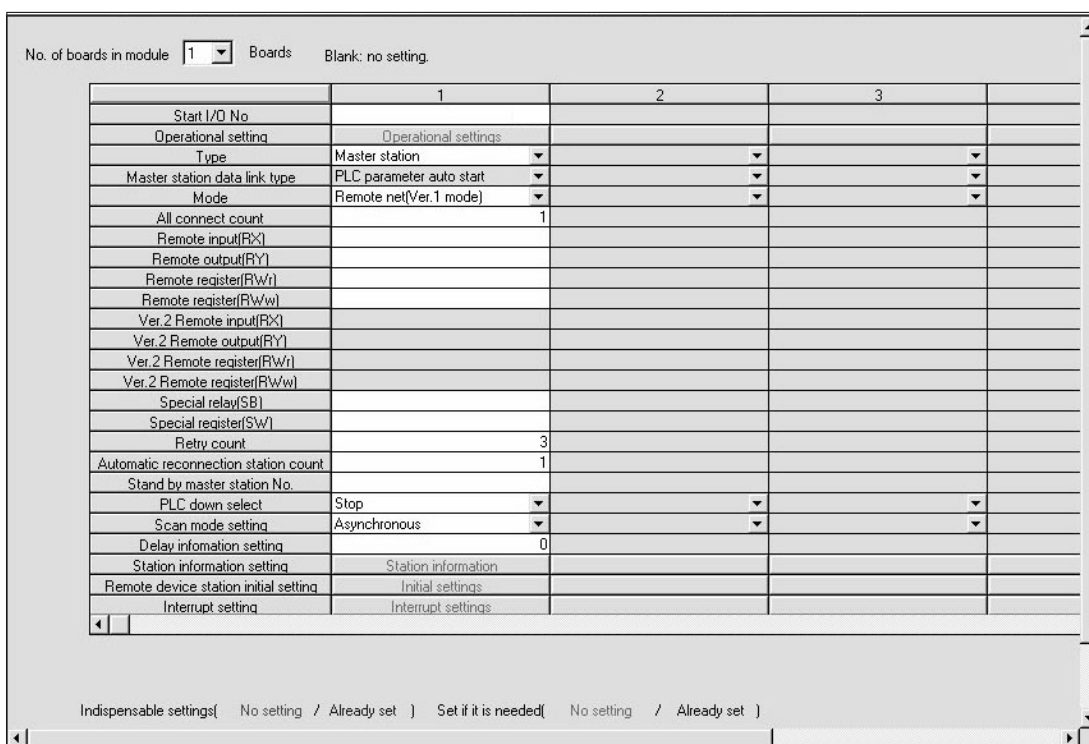 No. of boards in module 1 Boards Blank: no setting.
1 2 3
Start I/O No
Operational setting Operational settings
Type Master station
Master station data link type PLC parameter auto start
Mode Remote net(Ver.1 mode)
All connect count 1
Remote input(RX)
Remote output(RY)
Remote register(RWr)
Remote register(RWw)
Ver.2 Remote input(RX)
Ver.2 Remote output(RY)
Ver.2 Remote register(RWr)
Ver.2 Remote register(RWw)
Special relay(SB)
Special register(SW)
Retry count 3
Automatic reconnection station count 1
Stand by master station No.
PLC down select Stop
Scan mode setting Asynchronous
Delay infomation setting 0
Station information setting Station information
Remote device station initial setting Initial settings
Interrupt setting Interrupt settings
Indispensable settings( No setting / Already set ) Set if it is needed( No setting / Already set )